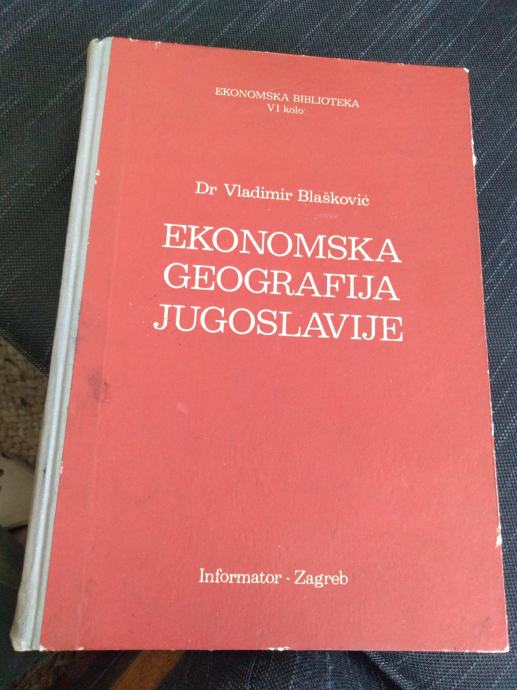 EKONOMSKA BIBLIOTEKA
VI kolo
Dr Vladimir Blašković
EKONOMSKA
GEOGRAFIJA
JUGOSLAVIJE
Informator - Zagreb